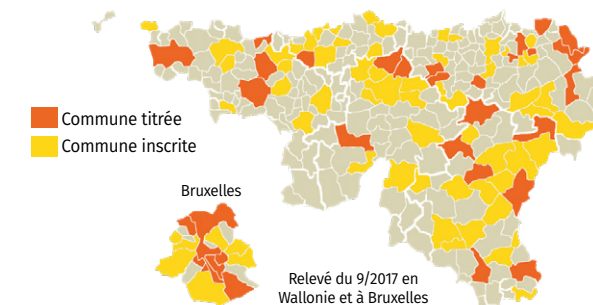 Commune titrée
Commune inscrite
Bruxelles
Relevé du 9/2017 en
Wallonie et à Bruxelles